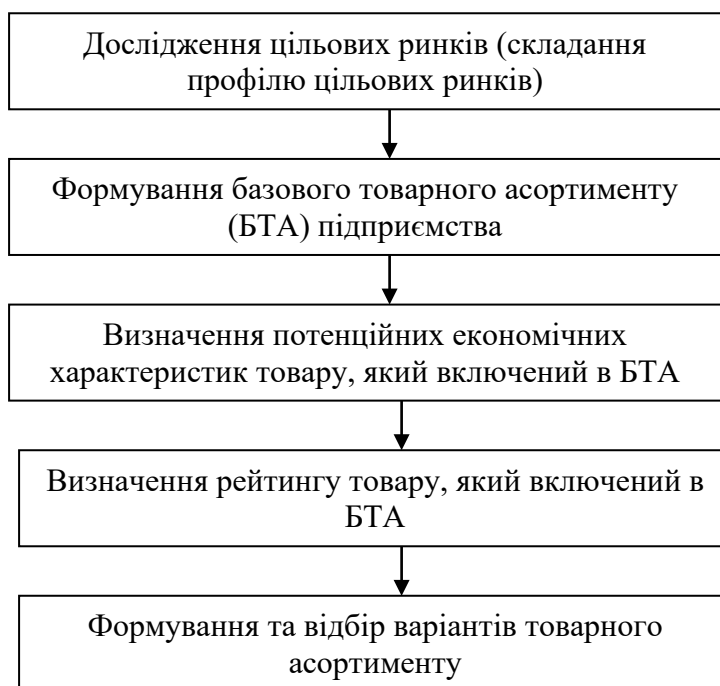 Дослідження цільових ринків (складання
профілю цільових ринків)
Формування базового товарного асортименту
(БТА) підприємства
Визначення потенційних економічних
характеристик товару, який включений в БТА
Визначення рейтингу товару, який включений в
БТА
Формування та відбір варіантів товарного
асортименту